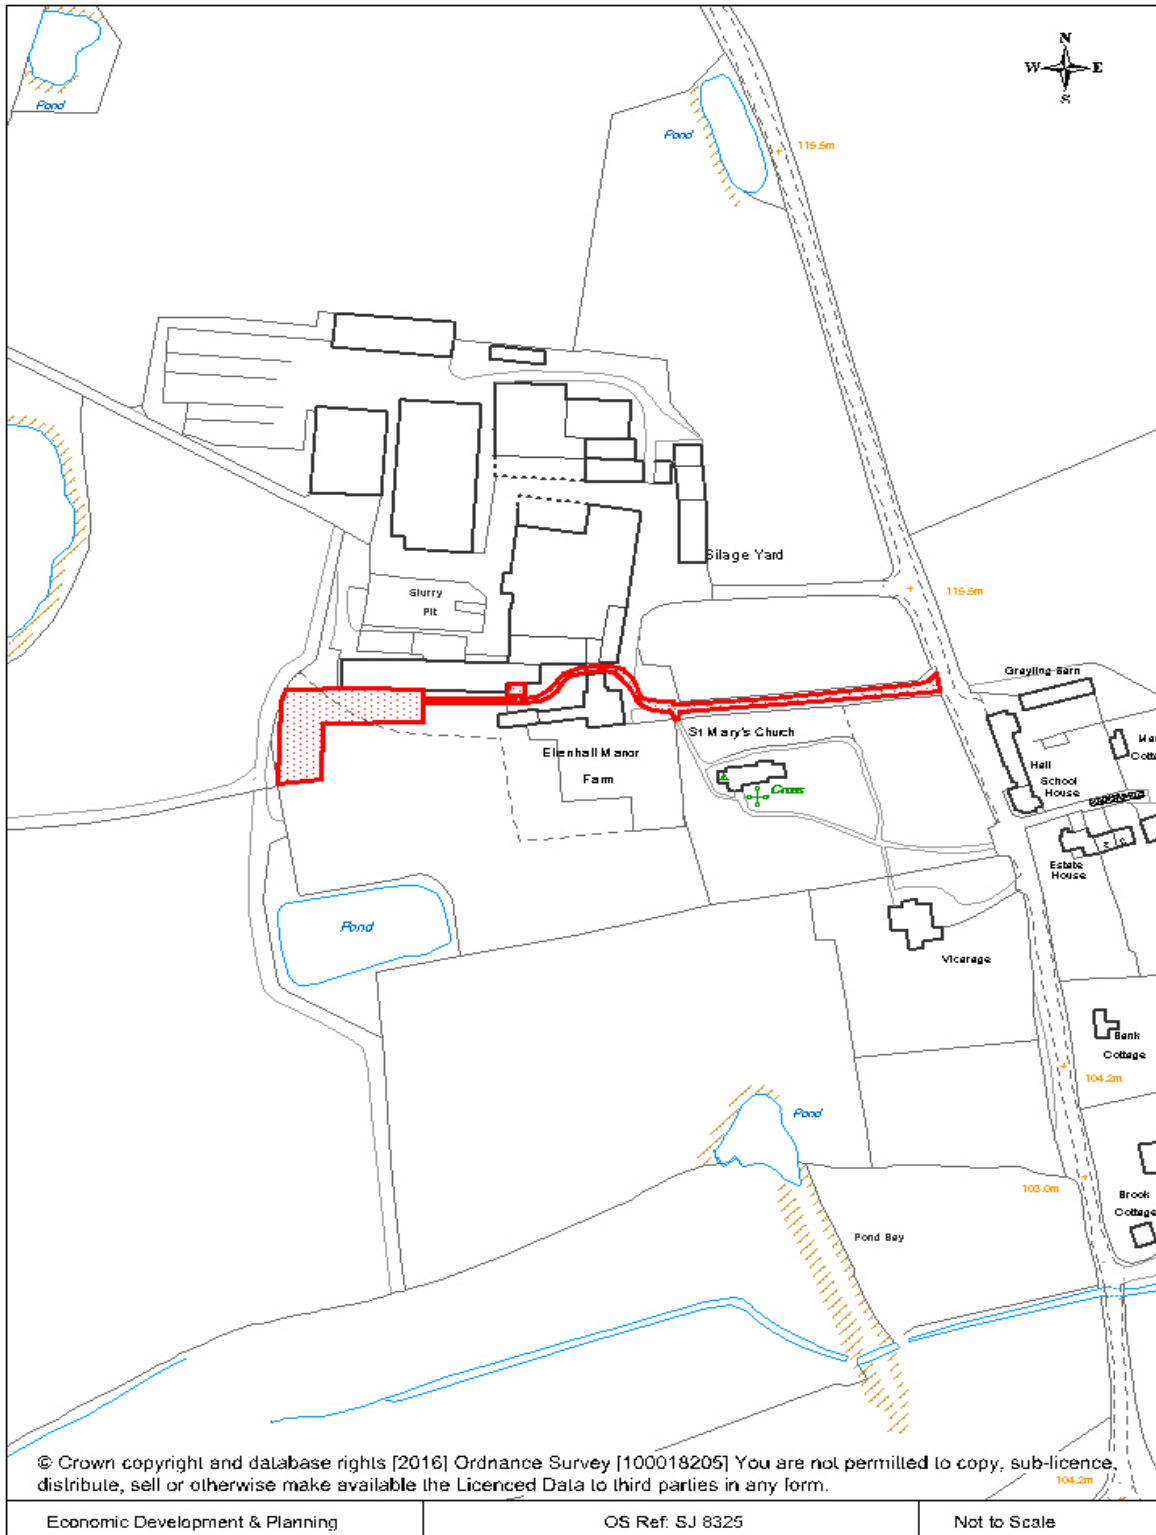 N
W E
S
Pond
Pond
115.5m
Silage Yard
Slurry
Pit
115.5m
Grayling Barn
St Mary's Church
Ellenhall Manor
Farm
Cross
Hall
School
House
Estate
House
Pond
Vicarage
Bank
Cottage
104.2m
Pond
103.0m
Brook
Cottage
Pond Bay
© Crown copyright and database rights [2016] Ordnance Survey [100018205] You are not permitted to copy, sub-licence,
distribute, sell or otherwise make available the Licenced Data to third parties in any form.
104.2m
Economic Development & Planning
OS Ref: SJ 8325
Not to Scale